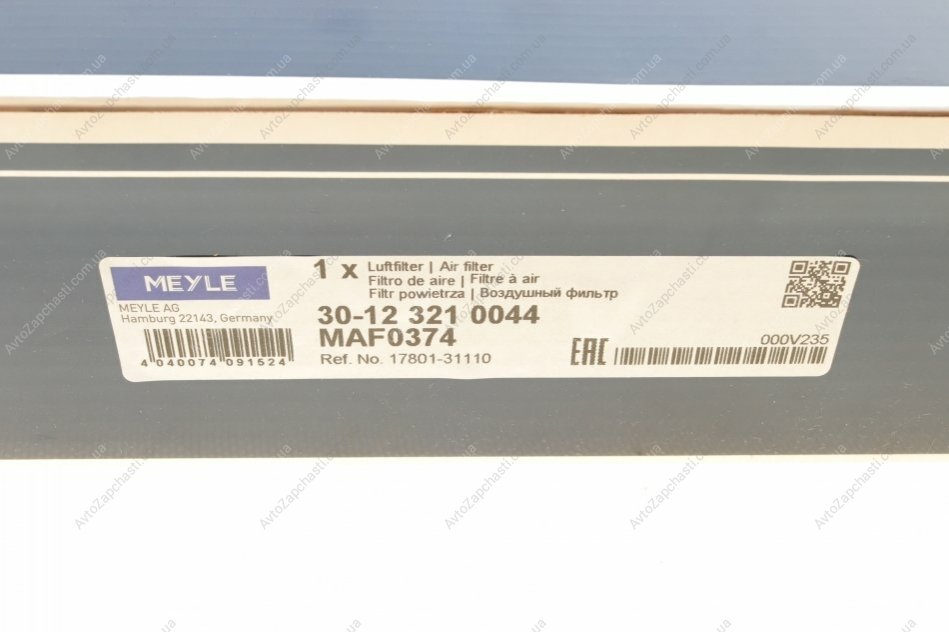 MEYLE
MEYLE AG
Hamburg 22143, Germany
4 040074 091524
1 x Luftfilter | Air filter
Filtro de aire | Filtre à air
Filtr powietrza | Воздушный фильтр
30-12 321 0044
MAF0374
Ref. No. 17801-31110
EAC
000V235
AvtoZapchasti.com.ua